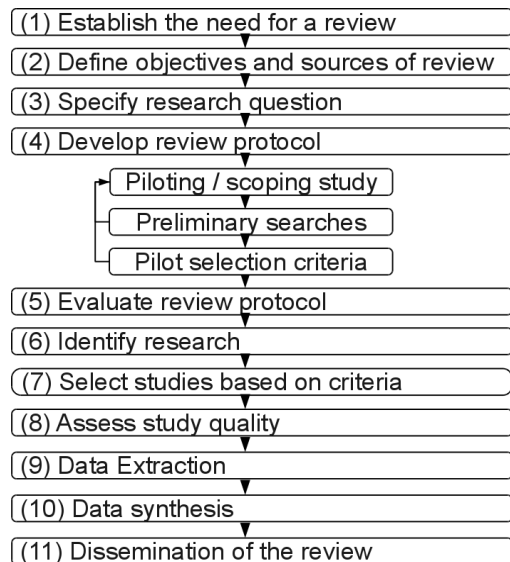 (1) Establish the need for a review
(2) Define objectives and sources of review
(3) Specify research question
(4) Develop review protocol
Piloting / scoping study
Preliminary searches
Pilot selection criteria
(5) Evaluate review protocol
(6) Identify research
(7) Select studies based on criteria
(8) Assess study quality
(9) Data Extraction
(10) Data synthesis
(11) Dissemination of the review